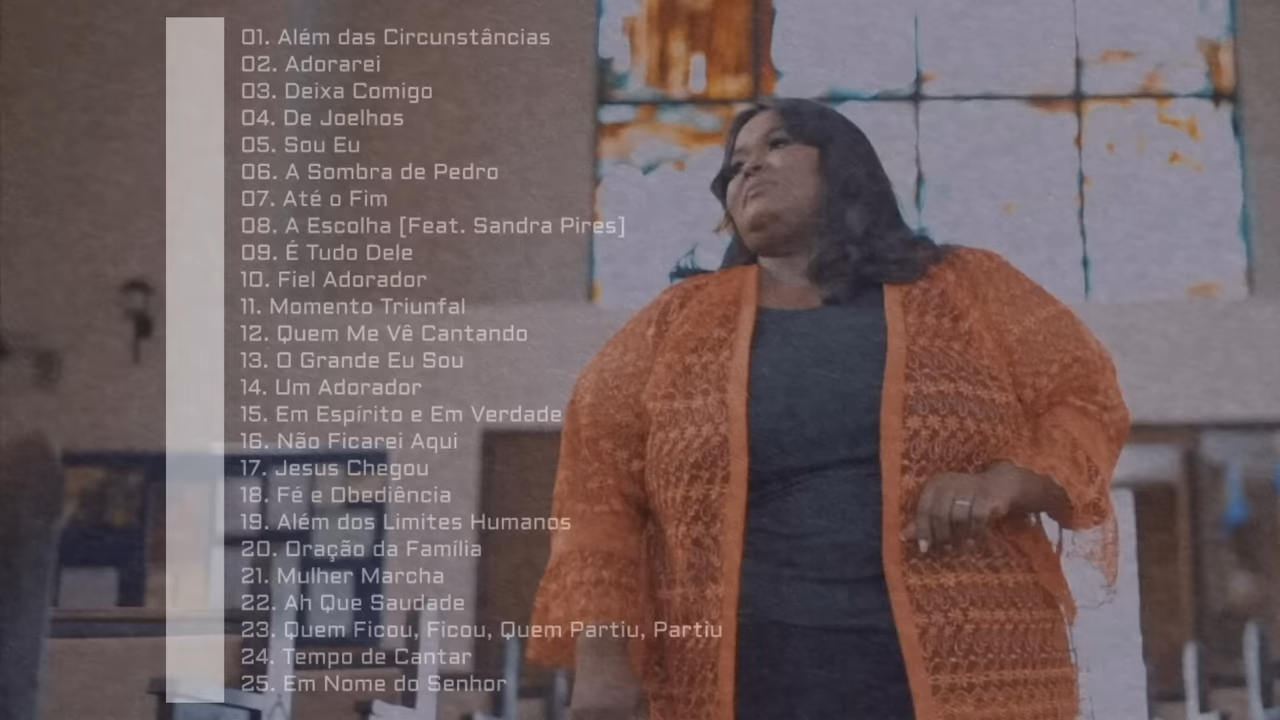 01. Além das Circunstâncias
02. Adorarei
03. Deixa Comigo
04. De Joelhos
05. Sou Eu
06. A Sombra de Pedro
07. Até o Fim
08. A Escolha [Feat. Sandra Pires]
09. É Tudo Dele
10. Fiel Adorador
11. Momento Triunfal
12. Quem Me Vê Cantando
13. O Grande Eu Sou
14. Um Adorador
15. Em Espírito e Em Verdade
16. Não Ficarei Aqui
17. Jesus Chegou
18. Fé e Obediência
19. Além dos Limites Humanos
20. Oração da Família
21. Mulher Marcha
22. Ah Que Saudade
23. Quem Ficou, Ficou, Quem Partiu, Partiu
24. Tempo de Cantar
25. Em Nome do Senhor